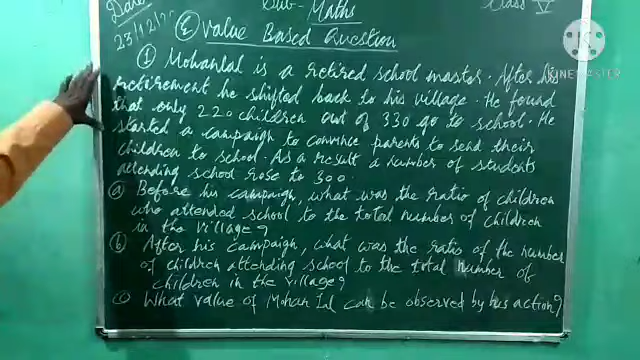 Date
23/12/
Sub- Maths
Class V
E Value Based Question
① Mohanlal is a retired school master. After his
retirement he shifted back to his village. He found
that only 220 children out of 330 go to school. He
started a campaign to convince parents to send their
children to school. As a result a number of students
attending school rose to 300.
ⓐ Before his campaign, what was the ratio of children
who attended school to the total number of children
in the village?
ⓑ After his campaign, what was the ratio of the number
of children attending school to the total number of
children in the village?
ⓒ What value of Mohan Lal can be observed by his action?
KINEMASTER